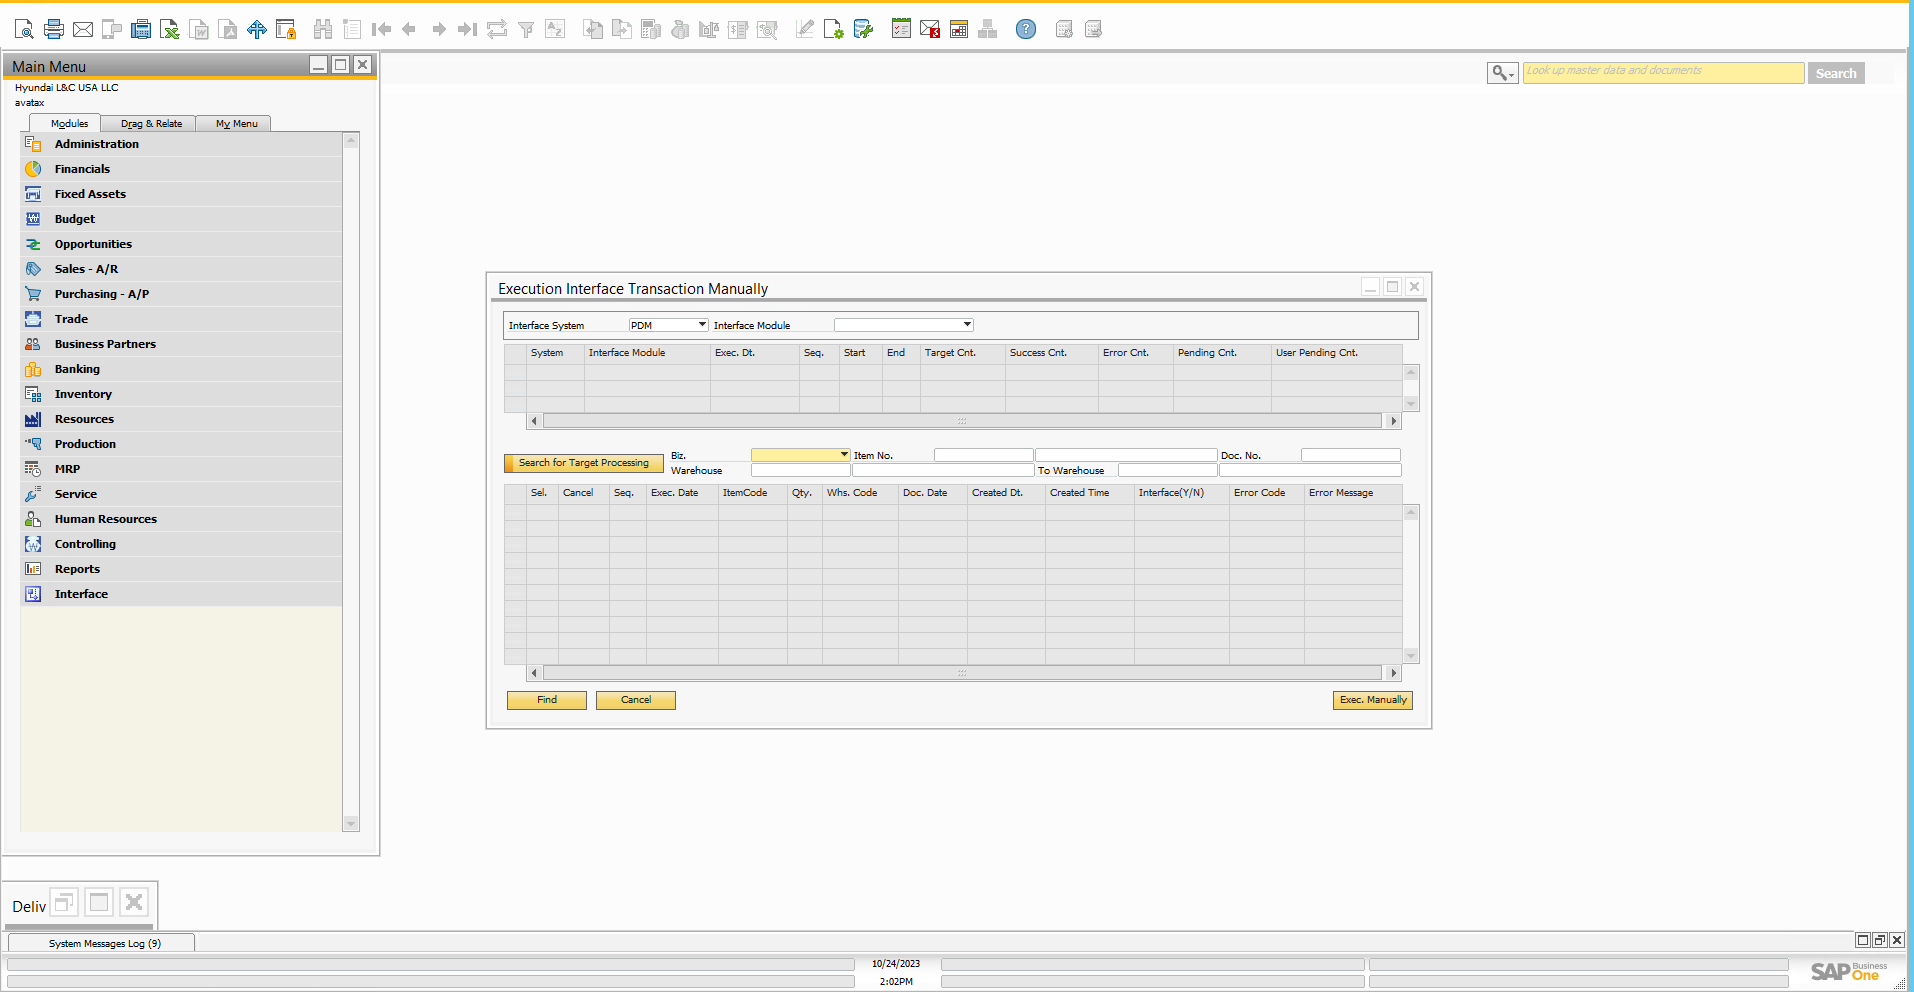 Main Menu
Hyundai L&C USA LLC
avatax
Modules Drag & Relate My Menu
Administration
Financials
Fixed Assets
Budget
Opportunities
Sales - A/R
Purchasing - A/P
Trade
Business Partners
Banking
Inventory
Resources
Production
MRP
Service
Human Resources
Controlling
Reports
Interface
Look up master data and documents Search
Execution Interface Transaction Manually
Interface System PDM Interface Module
System Interface Module Exec. Dt. Seq. Start End Target Cnt. Success Cnt. Error Cnt. Pending Cnt. User Pending Cnt.
Search for Target Processing
Biz. Item No. Doc. No.
Warehouse To Warehouse
Sel. Cancel Seq. Exec. Date ItemCode Qty. Whs. Code Doc. Date Created Dt. Created Time Interface(Y/N) Error Code Error Message
Find Cancel Exec. Manually
Deliv
System Messages Log (9)
10/24/2023
2:02PM
SAP Business One